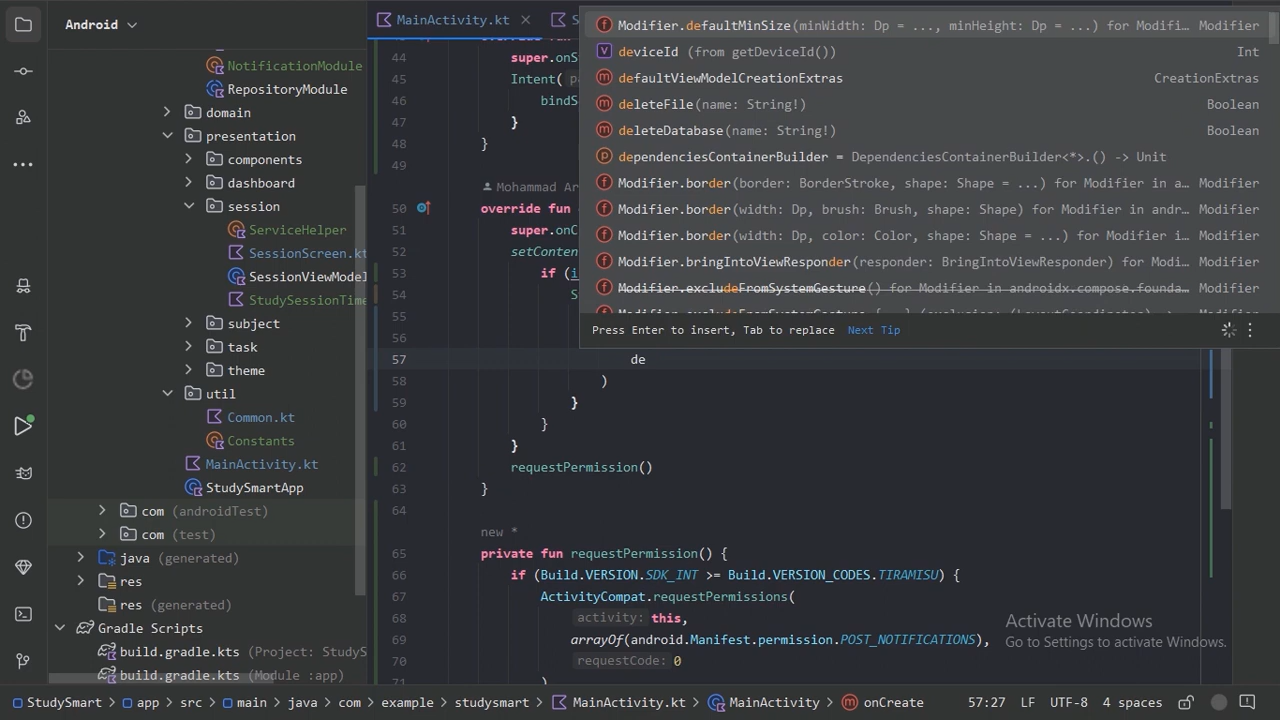 Android
MainActivity.kt
S
NotificationModule
RepositoryModule
domain
presentation
components
dashboard
session
ServiceHelper
SessionScreen.kt
SessionViewModel
StudySessionTime
subject
task
theme
util
Common.kt
Constants
MainActivity.kt
StudySmartApp
com (androidTest)
com (test)
java (generated)
res
res (generated)
Gradle Scripts
build.gradle.kts (Project: StudyS
build.gradle.kts (Module :app)
44 super.onS
45 Intent( pa
46 bindS
47 }
48 }
49
Mohammad Ar
50 override fun
51 super.onC
52 setConten
53 if (i
54 S
55
56
57 de
58 )
59 }
60 }
61 }
62 requestPermission()
63 }
64
new *
65 private fun requestPermission() {
66 if (Build.VERSION.SDK_INT >= Build.VERSION_CODES.TIRAMISU) {
67 ActivityCompat.requestPermissions(
68 activity: this,
69 arrayOf(android.Manifest.permission.POST_NOTIFICATIONS),
70 requestCode: 0
)
Modifier.defaultMinSize(minWidth: Dp = ..., minHeight: Dp = ...) for Modifi... Modifier
deviceId (from getDeviceId()) Int
defaultViewModelCreationExtras CreationExtras
deleteFile(name: String!) Boolean
deleteDatabase(name: String!) Boolean
dependenciesContainerBuilder = DependenciesContainerBuilder<*>.() -> Unit
Modifier.border(border: BorderStroke, shape: Shape = ...) for Modifier in a... Modifier
Modifier.border(width: Dp, brush: Brush, shape: Shape) for Modifier in andr... Modifier
Modifier.border(width: Dp, color: Color, shape: Shape = ...) for Modifier i... Modifier
Modifier.bringIntoViewResponder(responder: BringIntoViewResponder) for Modi... Modifier
Modifier.excludeFromSystemGesture() for Modifier in androidx.compose.founda... Modifier
Press Enter to insert, Tab to replace Next Tip
Activate Windows
Go to Settings to activate Windows.
StudySmart > app > src > main > java > com > example > studysmart > MainActivity.kt > MainActivity > onCreate 57:27 LF UTF-8 4 spaces